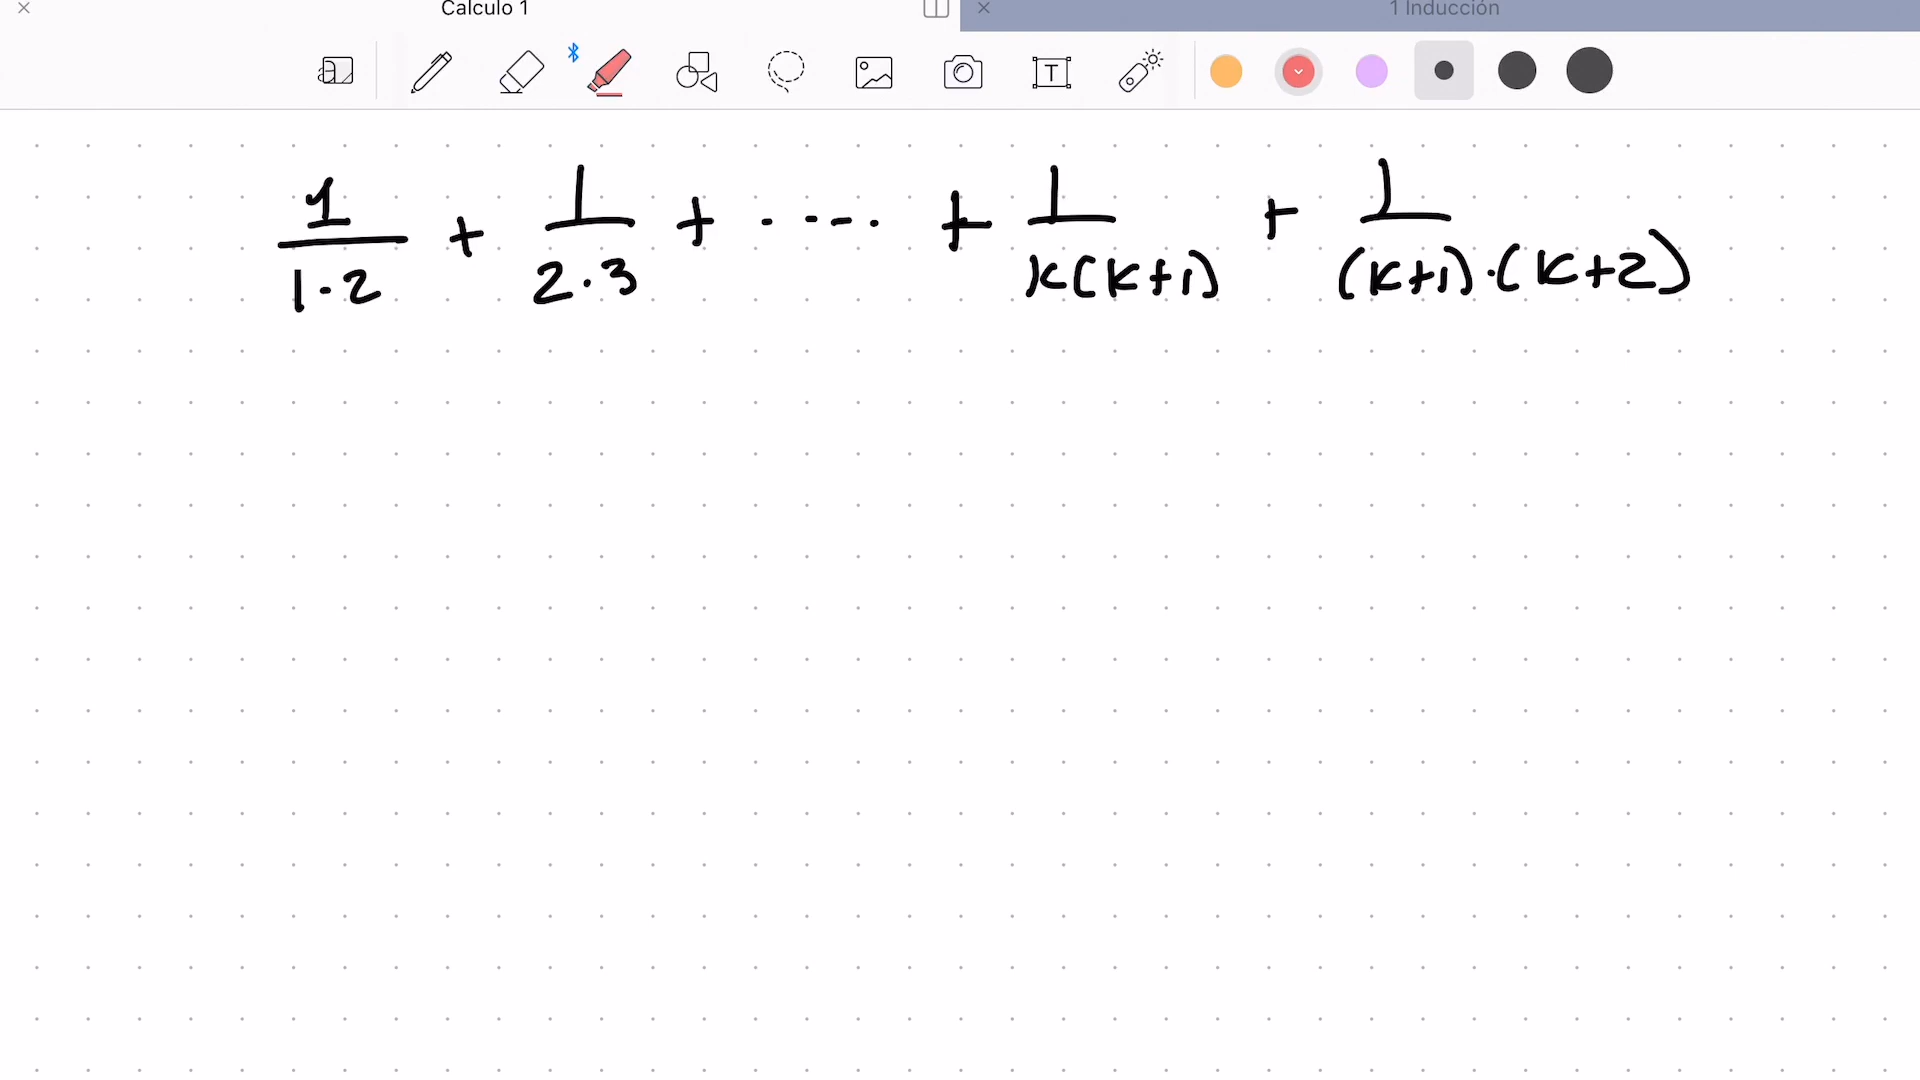 Calculo 1
1 Inducción
T
1/1·2 + 1/2·3 + ---- + 1/k(k+1) + 1/(k+1)·(k+2)